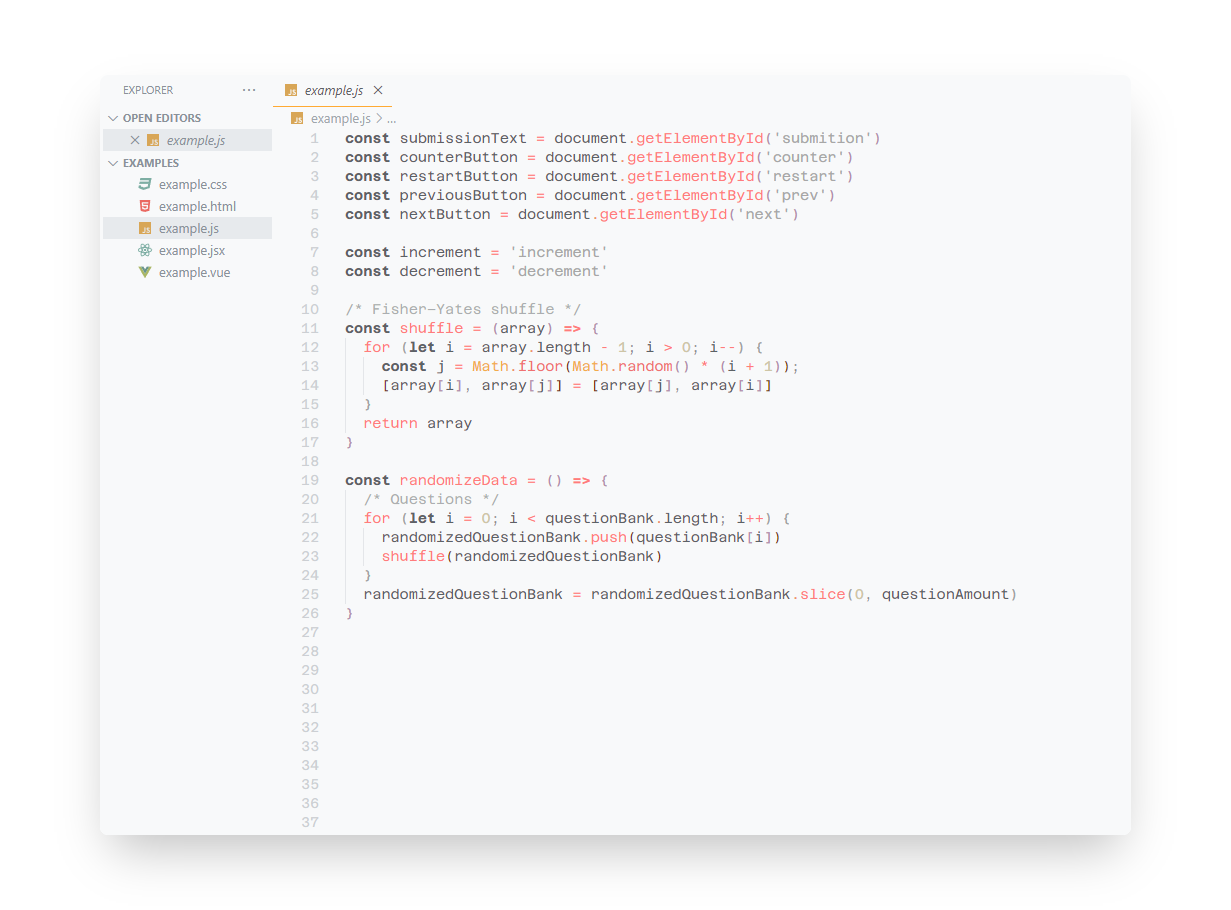 EXPLORER ...
OPEN EDITORS
example.js
EXAMPLES
example.css
example.html
example.js
example.jsx
example.vue
example.js
example.js > ...
1 const submissionText = document.getElementById('submition')
2 const counterButton = document.getElementById('counter')
3 const restartButton = document.getElementById('restart')
4 const previousButton = document.getElementById('prev')
5 const nextButton = document.getElementById('next')
6
7 const increment = 'increment'
8 const decrement = 'decrement'
9
10 /* Fisher–Yates shuffle */
11 const shuffle = (array) => {
12   for (let i = array.length - 1; i > 0; i--) {
13     const j = Math.floor(Math.random() * (i + 1));
14     [array[i], array[j]] = [array[j], array[i]]
15   }
16   return array
17 }
18
19 const randomizeData = () => {
20   /* Questions */
21   for (let i = 0; i < questionBank.length; i++) {
22     randomizedQuestionBank.push(questionBank[i])
23     shuffle(randomizedQuestionBank)
24   }
25   randomizedQuestionBank = randomizedQuestionBank.slice(0, questionAmount)
26 }
27
28
29
30
31
32
33
34
35
36
37